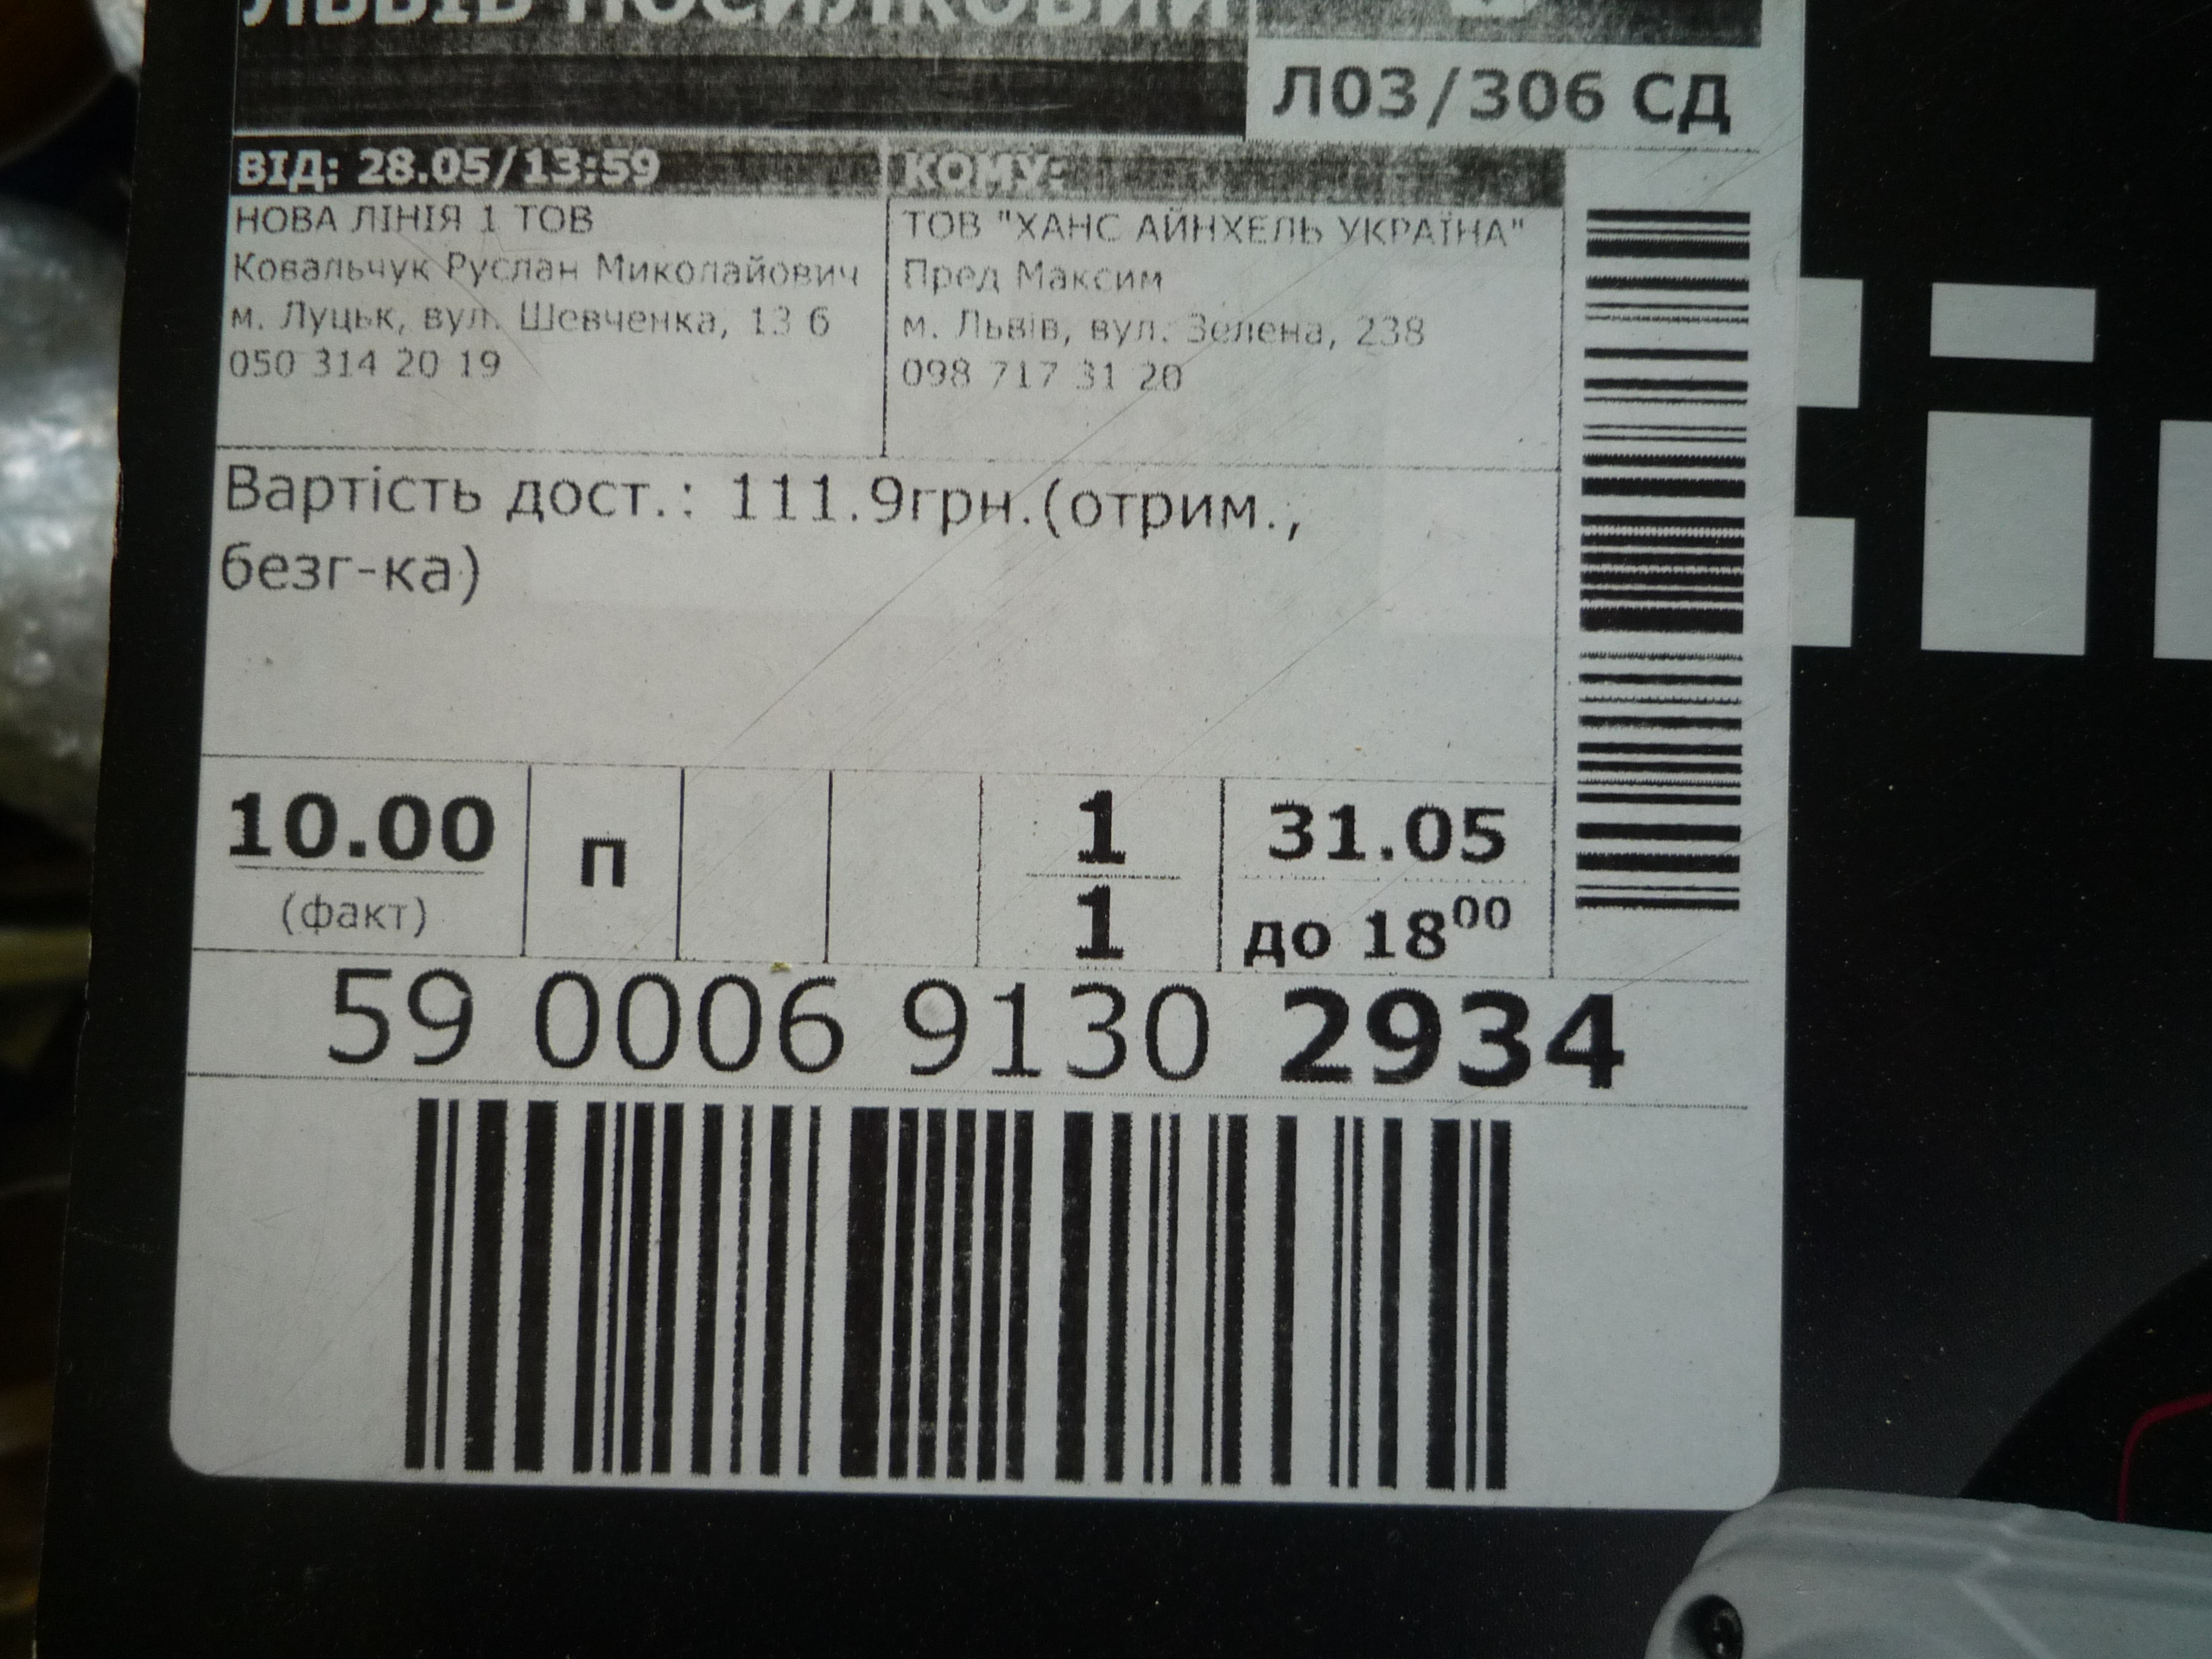 ЛЬВІВ ПОСИЛКОВИЙ
Л03/306 СД
ВІД: 28.05/13:59
НОВА ЛІНІЯ 1 ТОВ
Ковальчук Руслан Миколайович
м. Луцьк, вул. Шевченка, 13 б
050 314 20 19
КОМУ:
ТОВ "ХАНС АЙНХЕЛЬ УКРАЇНА"
Пред Максим
м. Львів, вул. Зелена, 238
098 717 31 20
Вартість дост.: 111.9грн.(отрим.,
безг-ка)
10.00
(факт)
п
1
1
31.05
до 18⁰⁰
59 0006 9130 2934